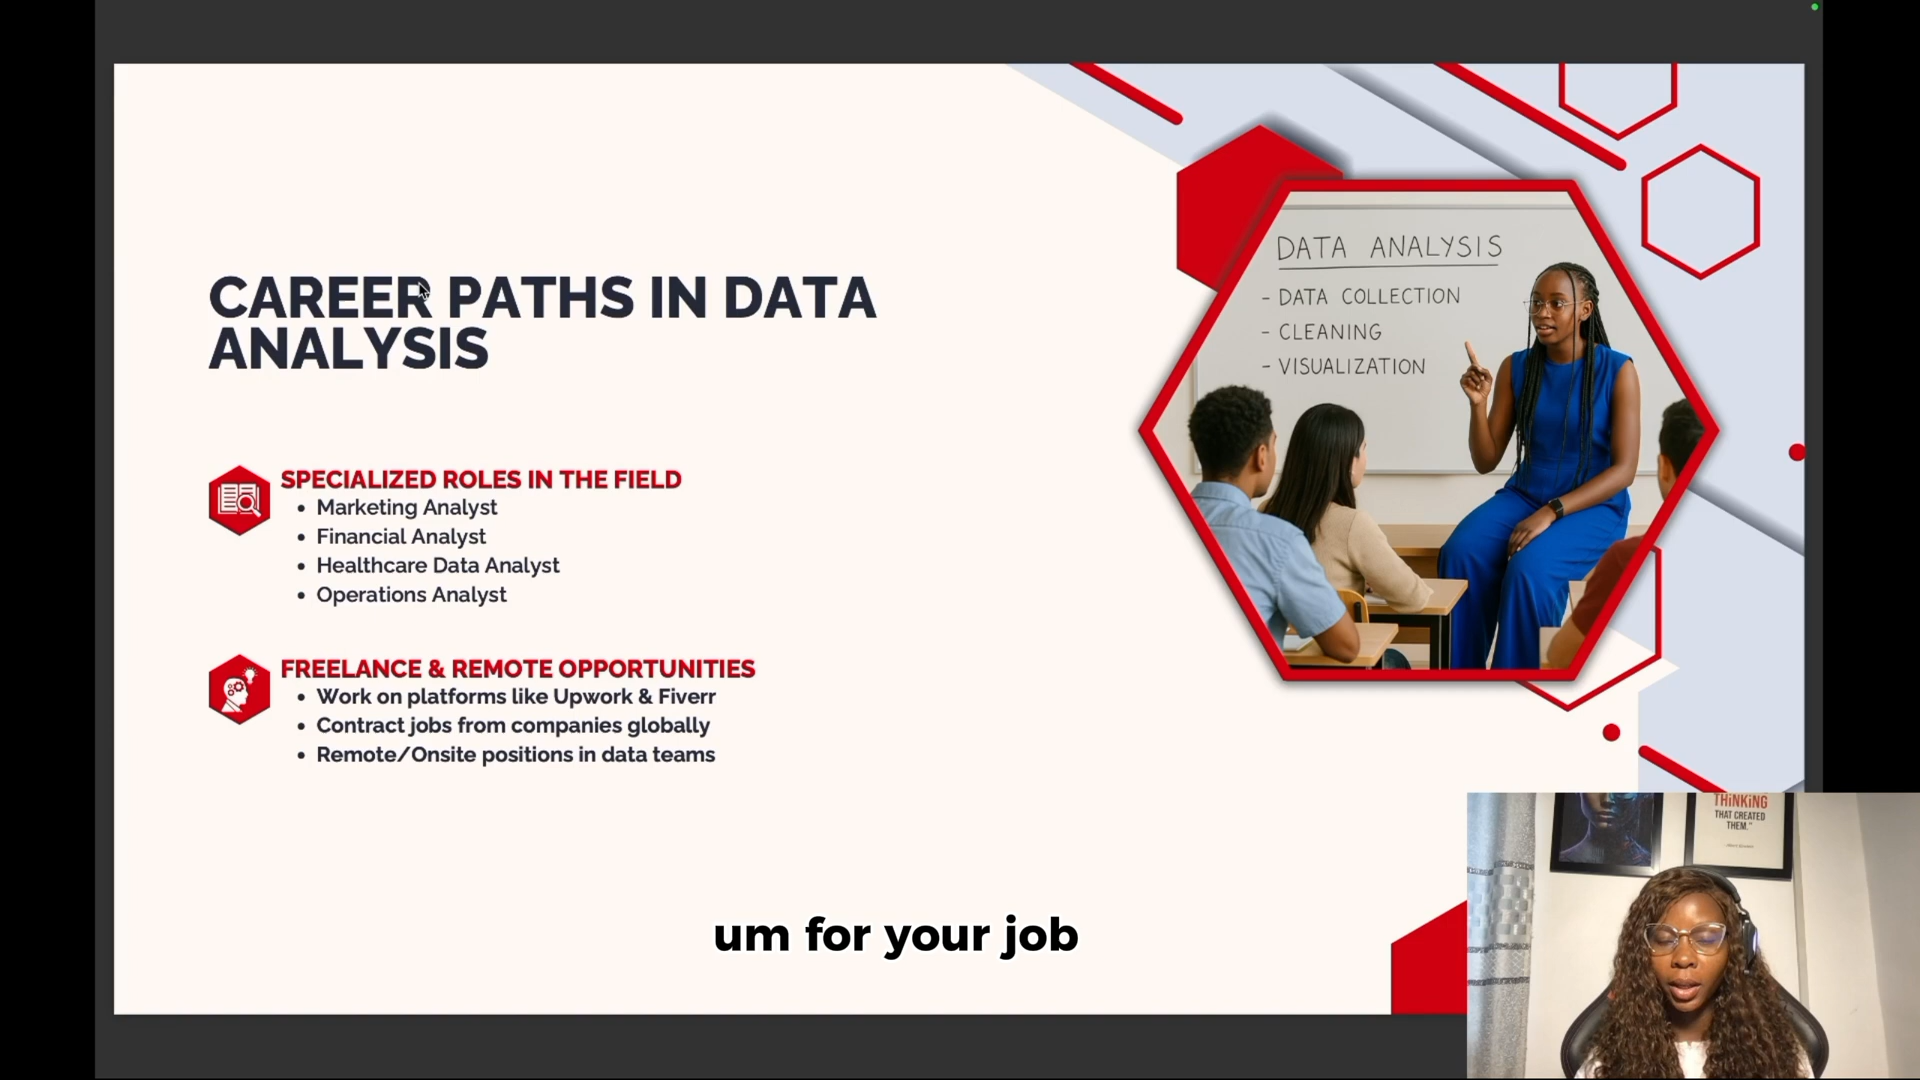 CAREER PATHS IN DATA
ANALYSIS
SPECIALIZED ROLES IN THE FIELD
• Marketing Analyst
• Financial Analyst
• Healthcare Data Analyst
• Operations Analyst
FREELANCE & REMOTE OPPORTUNITIES
• Work on platforms like Upwork & Fiverr
• Contract jobs from companies globally
• Remote/Onsite positions in data teams
DATA ANALYSIS
- DATA COLLECTION
- CLEANING
- VISUALIZATION
THiNKiNG
THAT CREATED
THEM."
um for your job